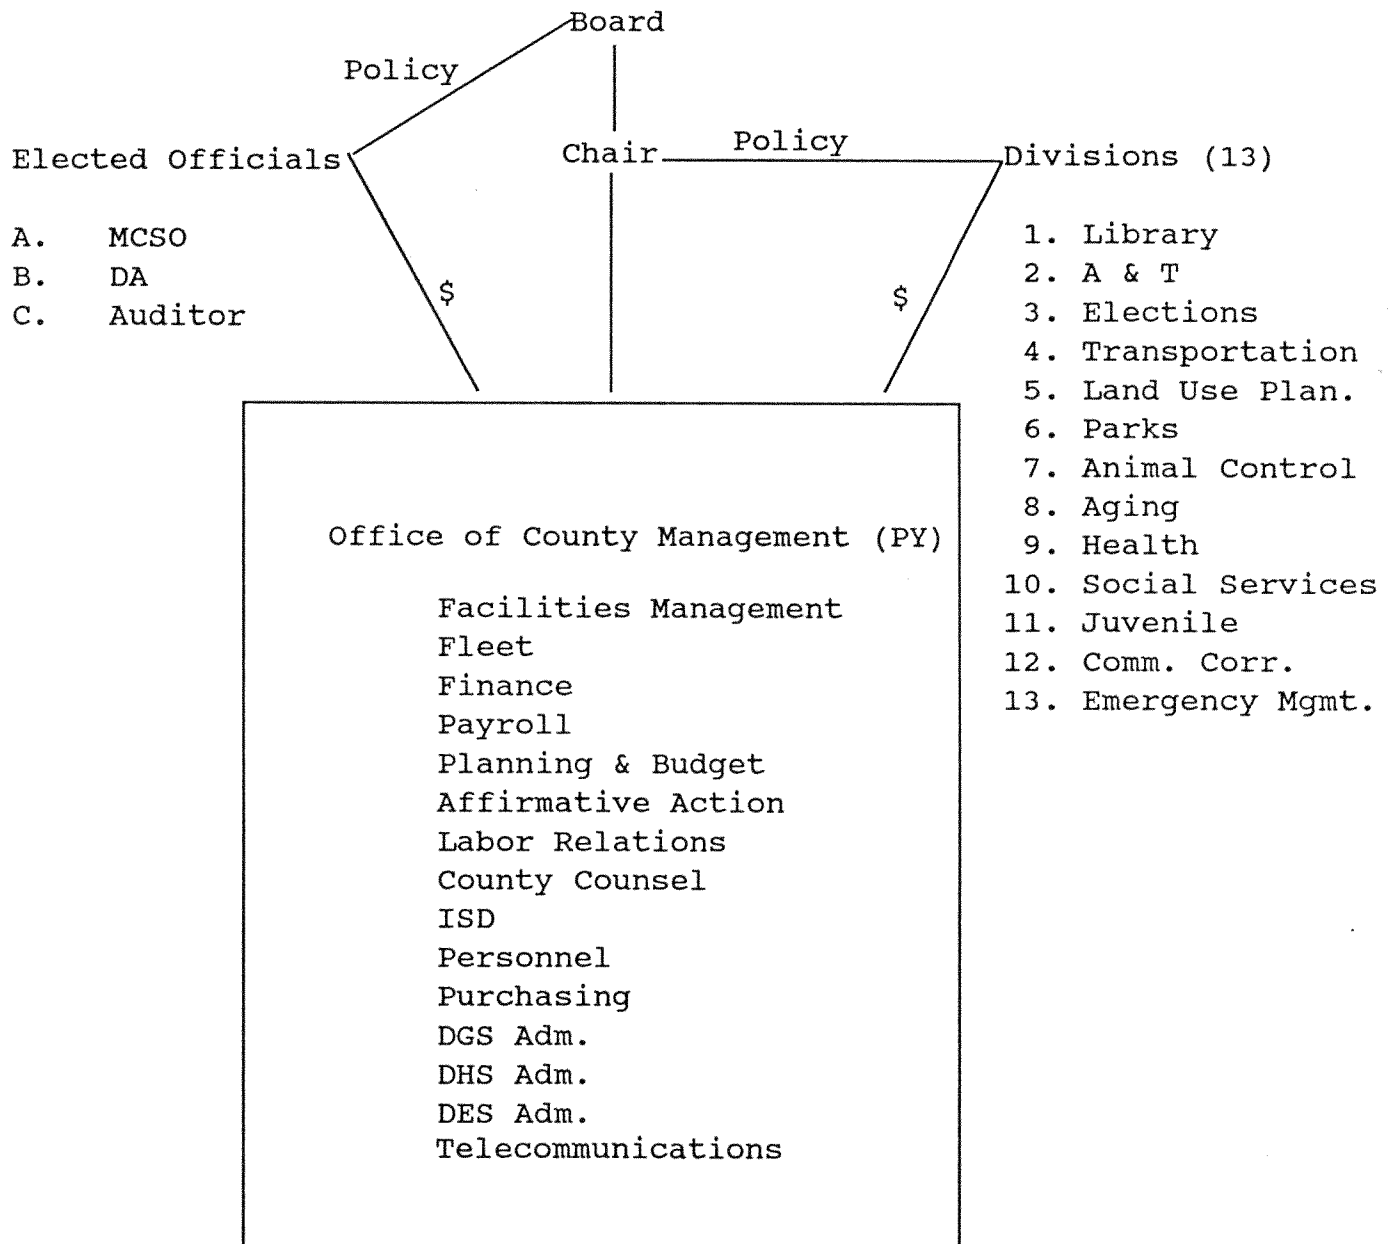 Board
Policy
Elected Officials
Chair
Policy
Divisions (13)
A. MCSO
B. DA
C. Auditor
$
$
1. Library
2. A & T
3. Elections
4. Transportation
5. Land Use Plan.
6. Parks
7. Animal Control
8. Aging
9. Health
10. Social Services
11. Juvenile
12. Comm. Corr.
13. Emergency Mgmt.
Office of County Management (PY)
Facilities Management
Fleet
Finance
Payroll
Planning & Budget
Affirmative Action
Labor Relations
County Counsel
ISD
Personnel
Purchasing
DGS Adm.
DHS Adm.
DES Adm.
Telecommunications